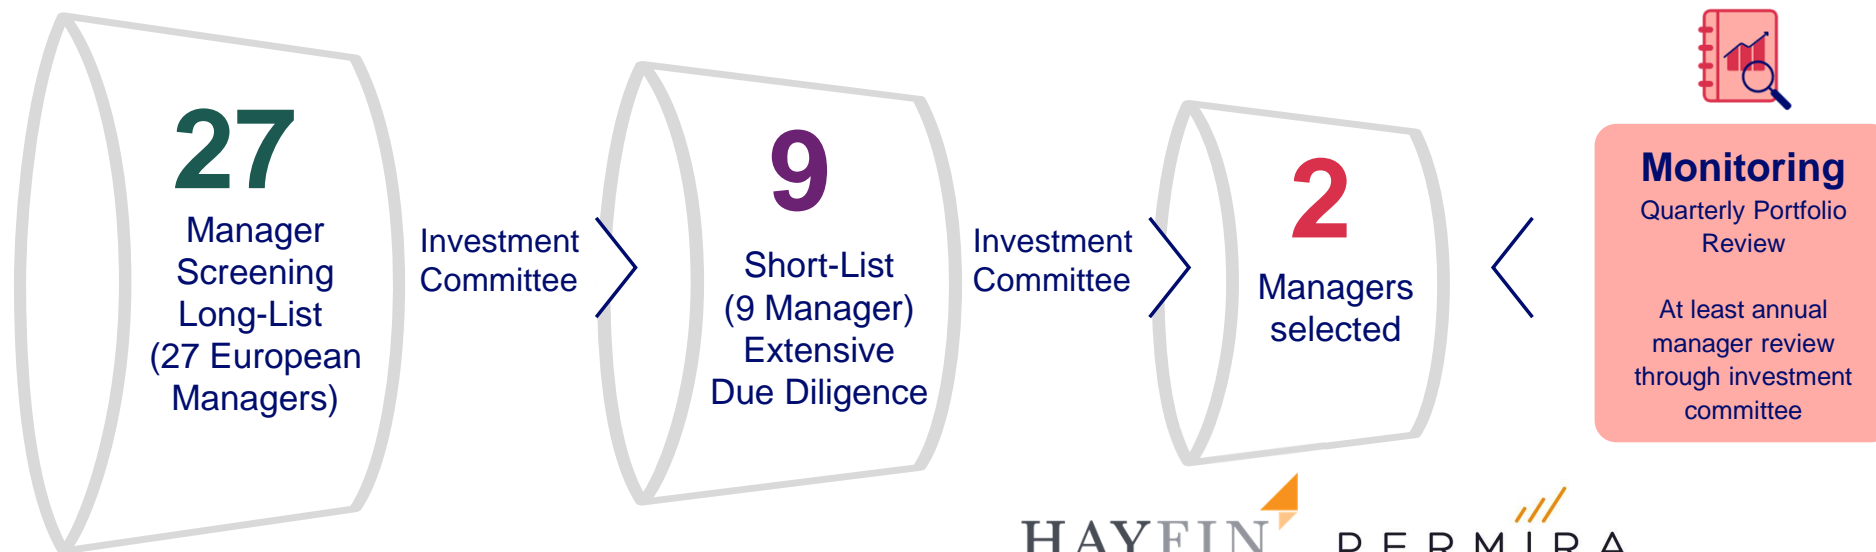 27
Manager
Screening
Long-List
(27 European
Managers)
Investment
Committee
9
Short-List
(9 Manager)
Extensive
Due Diligence
Investment
Committee
2
Managers
selected
Monitoring
Quarterly Portfolio
Review
At least annual
manager review
through investment
committee
HAYFIN
PERMIRA